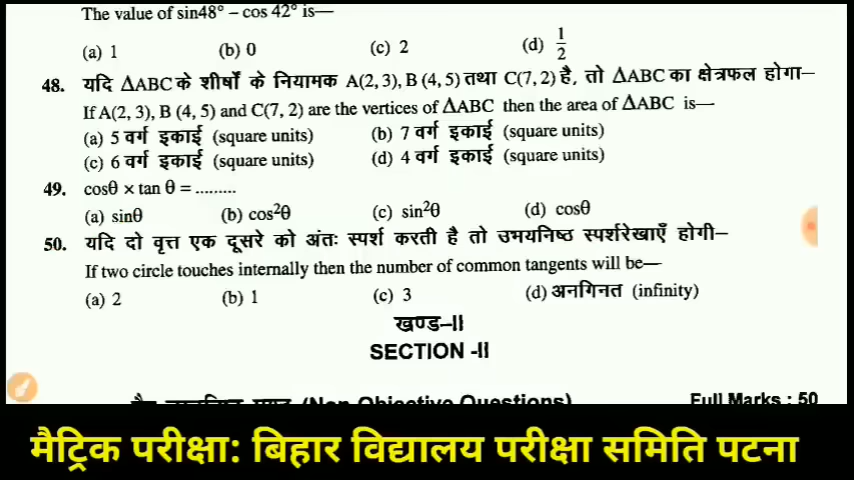 The value of sin48° – cos 42° is—
(a) 1 (b) 0 (c) 2 (d) 1/2
48. यदि ΔABC के शीर्षों के नियामक A(2, 3), B (4, 5) तथा C(7, 2) है, तो ΔABC का क्षेत्रफल होगा–
If A(2, 3), B (4, 5) and C(7, 2) are the vertices of ΔABC then the area of ΔABC is—
(a) 5 वर्ग इकाई (square units) (b) 7 वर्ग इकाई (square units)
(c) 6 वर्ग इकाई (square units) (d) 4 वर्ग इकाई (square units)
49. cosθ × tan θ = .........
(a) sinθ (b) cos²θ (c) sin²θ (d) cosθ
50. यदि दो वृत्त एक दूसरे को अंतः स्पर्श करती है तो उभयनिष्ठ स्पर्शरेखाएँ होगी–
If two circle touches internally then the number of common tangents will be—
(a) 2 (b) 1 (c) 3 (d) अनगिनत (infinity)
खण्ड–II
SECTION -II
(Non Objective Questions) Full Marks : 50
मैट्रिक परीक्षा: बिहार विद्यालय परीक्षा समिति पटना